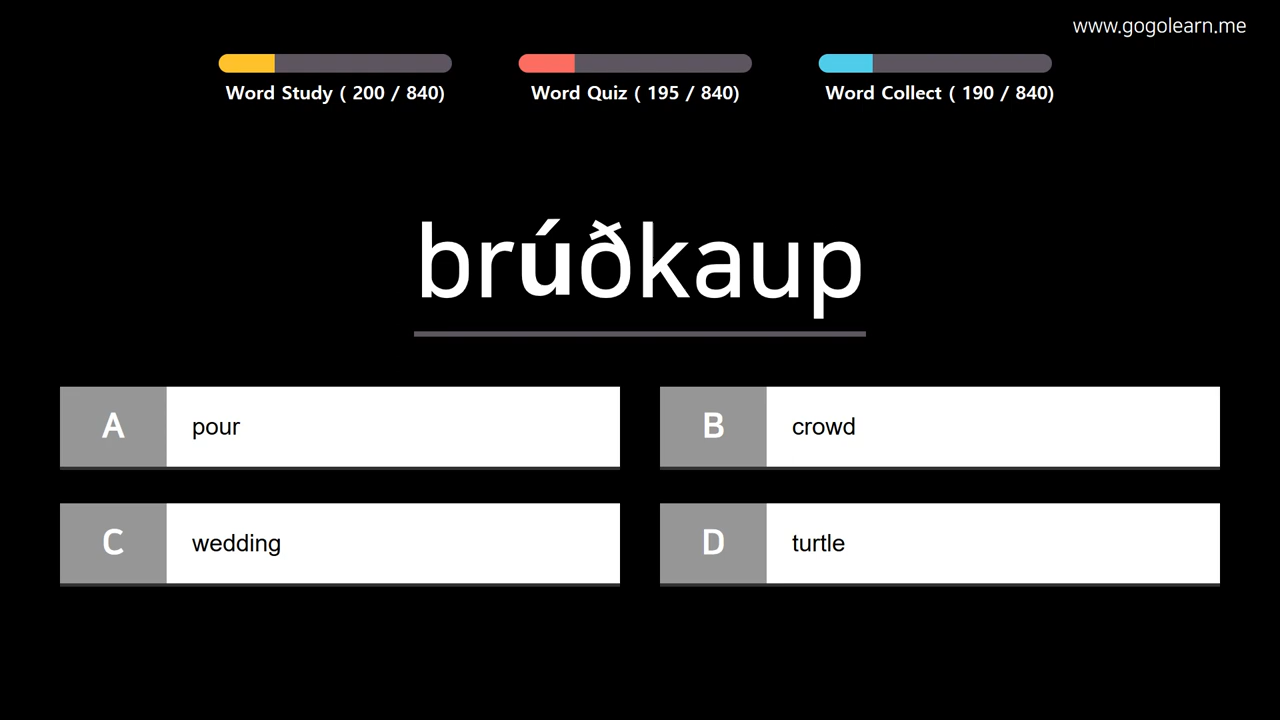 www.gogolearn.me
Word Study ( 200 / 840)
Word Quiz ( 195 / 840)
Word Collect ( 190 / 840)
brúðkaup
A pour
B crowd
C wedding
D turtle